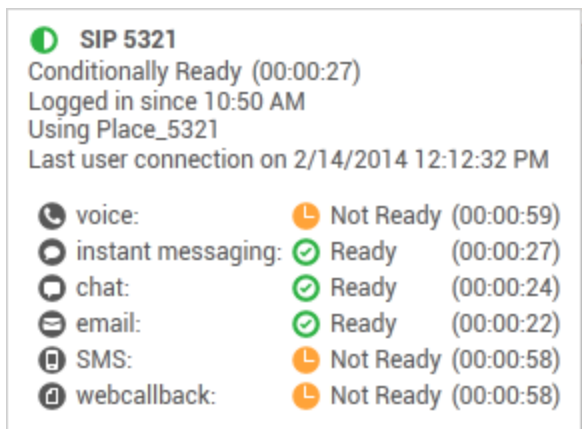 SIP 5321
Conditionally Ready (00:00:27)
Logged in since 10:50 AM
Using Place_5321
Last user connection on 2/14/2014 12:12:32 PM
voice: Not Ready (00:00:59)
instant messaging: Ready (00:00:27)
chat: Ready (00:00:24)
email: Ready (00:00:22)
SMS: Not Ready (00:00:58)
webcallback: Not Ready (00:00:58)